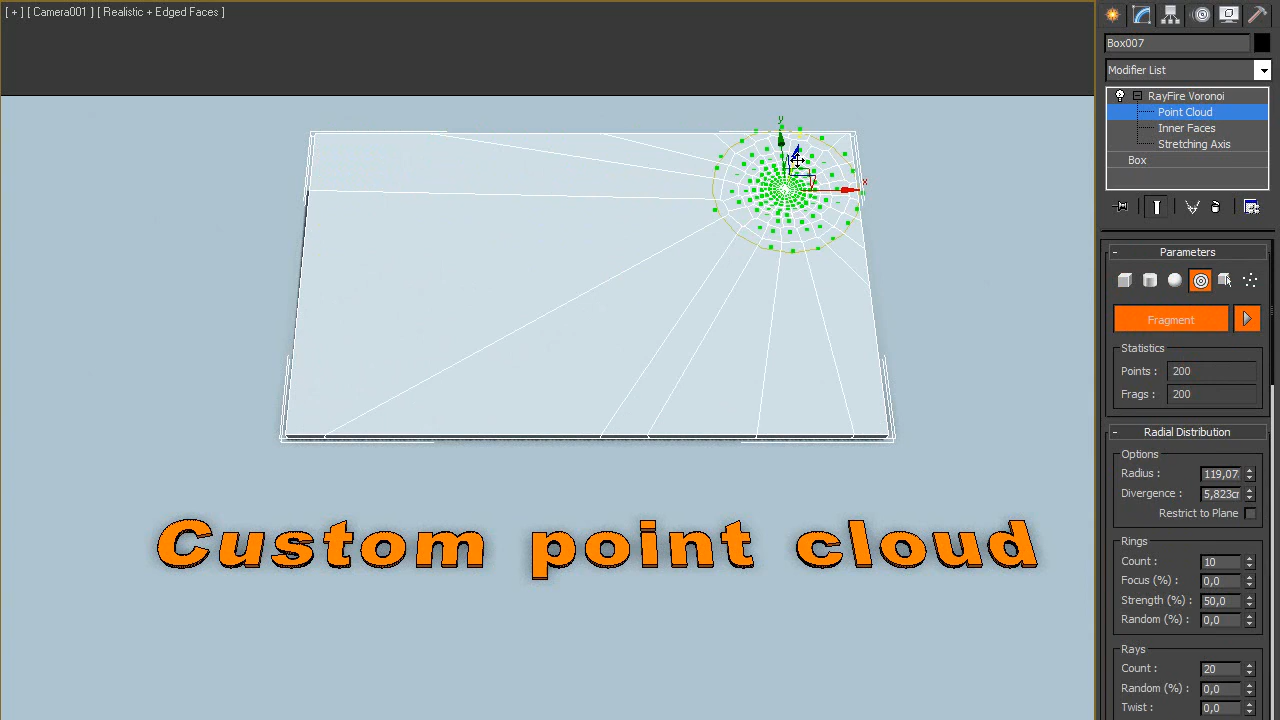 [ + ] [ Camera001 ] [ Realistic + Edged Faces ]
y
x
Custom point cloud
Box007
Modifier List
RayFire Voronoi
Point Cloud
Inner Faces
Stretching Axis
Box
- Parameters
Fragment
Statistics
Points : 200
Frags : 200
- Radial Distribution
Options
Radius : 119,07
Divergence : 5,823cr
Restrict to Plane
Rings
Count : 10
Focus (%) : 0,0
Strength (%) : 50,0
Random (%) : 0,0
Rays
Count : 20
Random (%) : 0,0
Twist : 0,0